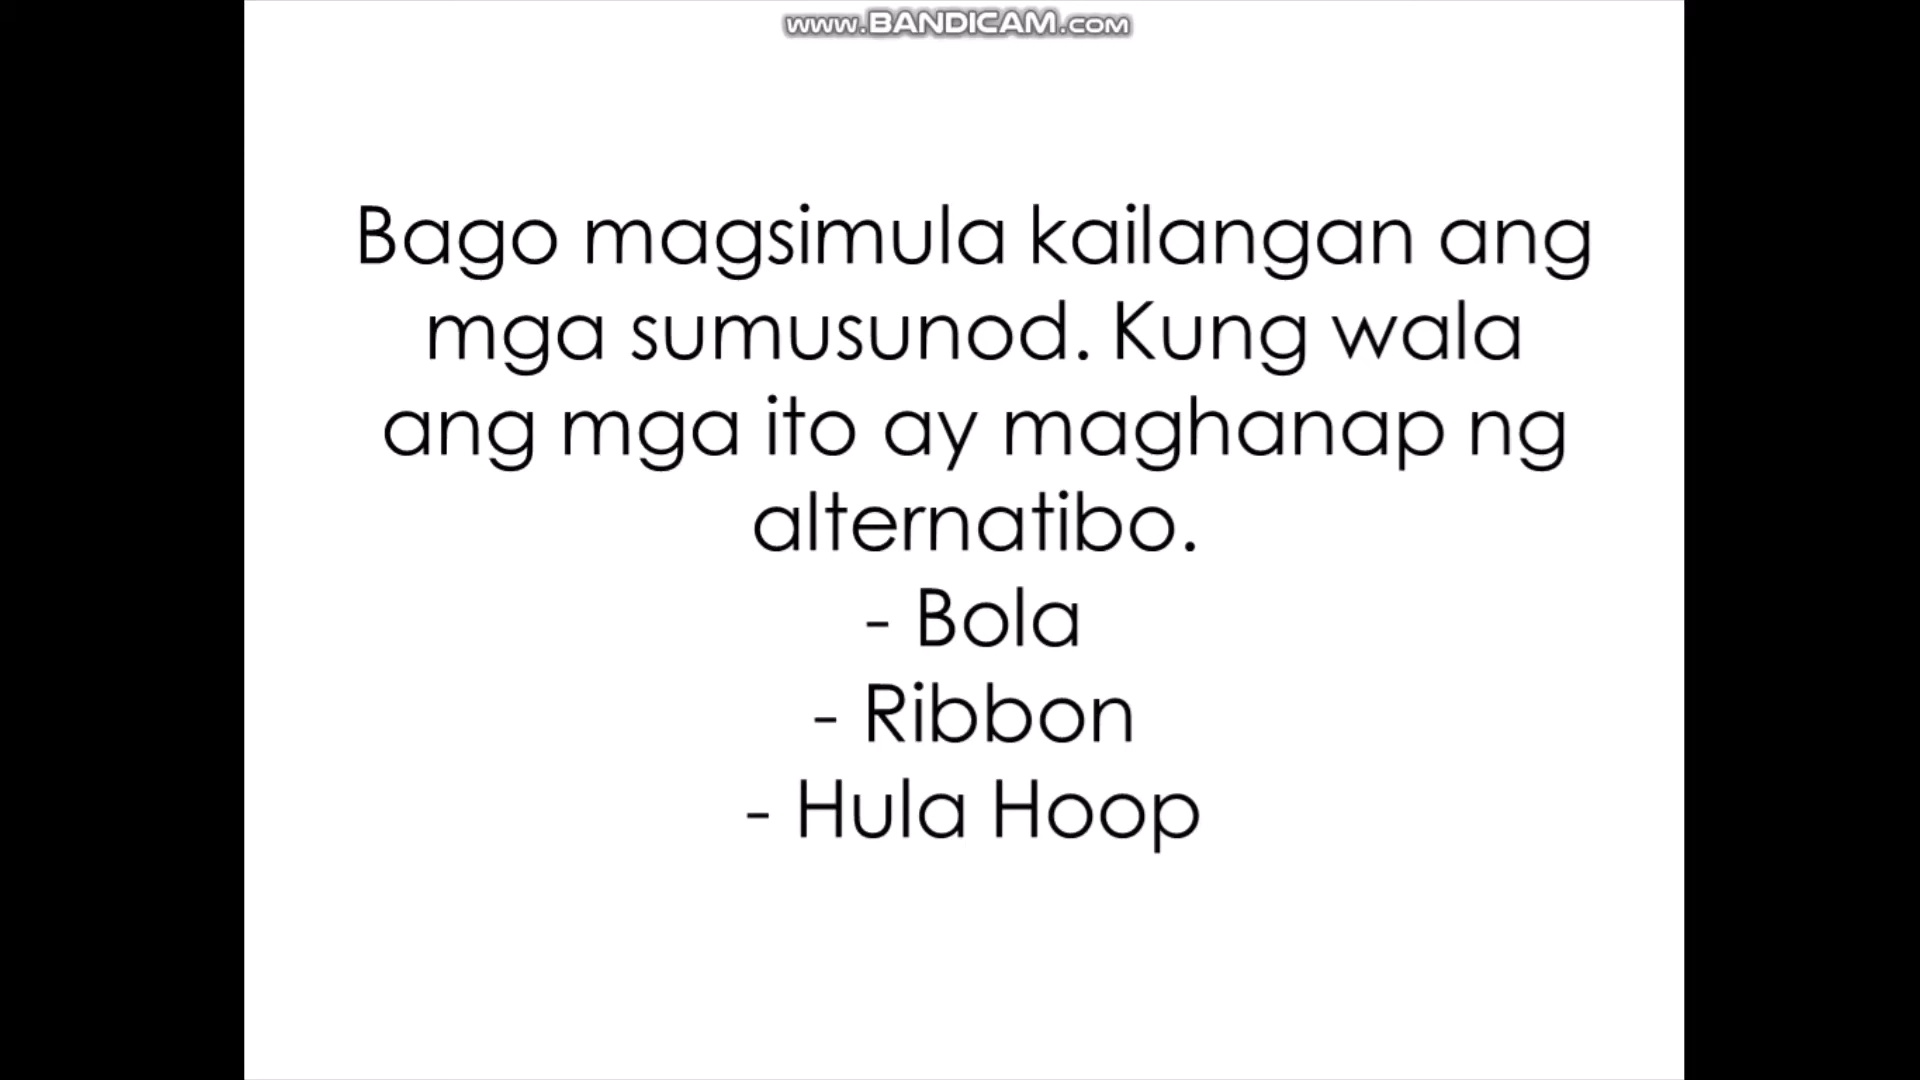 www.BANDICAM.com
Bago magsimula kailangan ang
mga sumusunod. Kung wala
ang mga ito ay maghanap ng
alternatibo.
- Bola
- Ribbon
- Hula Hoop